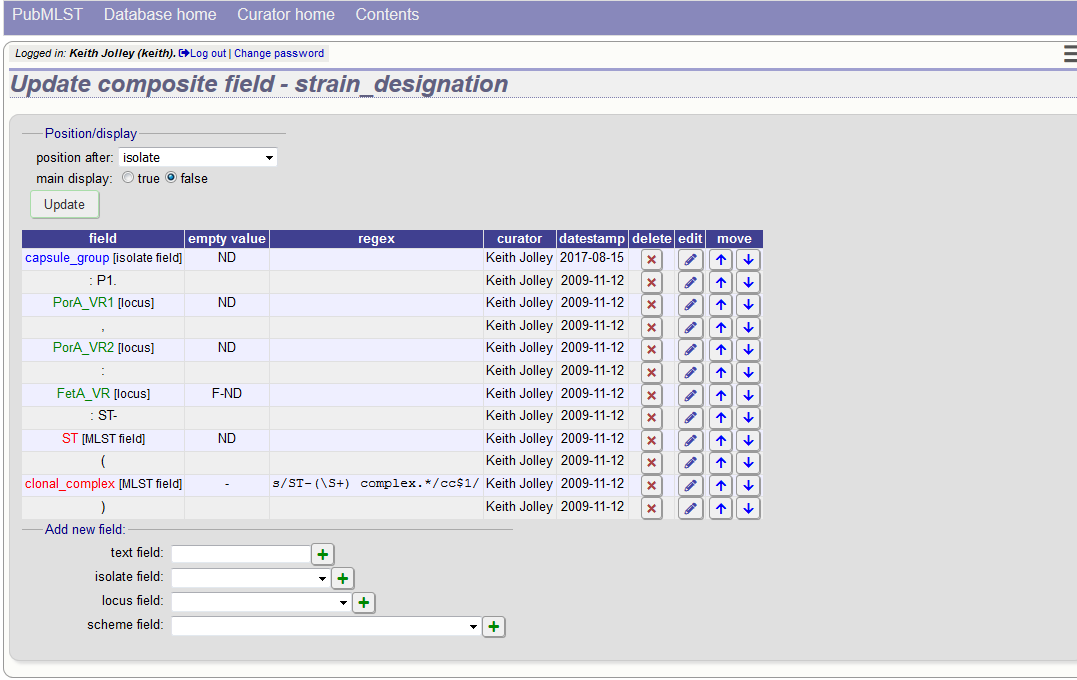 PubMLST Database home Curator home Contents
Logged in: Keith Jolley (keith). Log out | Change password
Update composite field - strain_designation
Position/display
position after: isolate
main display: true false
Update
field empty value regex curator datestamp delete edit move
capsule_group [isolate field] ND Keith Jolley 2017-08-15
: P1. Keith Jolley 2009-11-12
PorA_VR1 [locus] ND Keith Jolley 2009-11-12
, Keith Jolley 2009-11-12
PorA_VR2 [locus] ND Keith Jolley 2009-11-12
: Keith Jolley 2009-11-12
FetA_VR [locus] F-ND Keith Jolley 2009-11-12
: ST- Keith Jolley 2009-11-12
ST [MLST field] ND Keith Jolley 2009-11-12
( Keith Jolley 2009-11-12
clonal_complex [MLST field] - s/ST-(\S+) complex.*/cc$1/ Keith Jolley 2009-11-12
) Keith Jolley 2009-11-12
Add new field:
text field:
isolate field:
locus field:
scheme field: